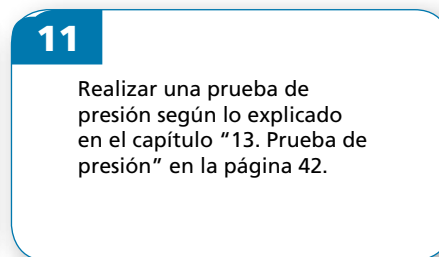 11
Realizar una prueba de
presión según lo explicado
en el capítulo "13. Prueba de
presión" en la página 42.